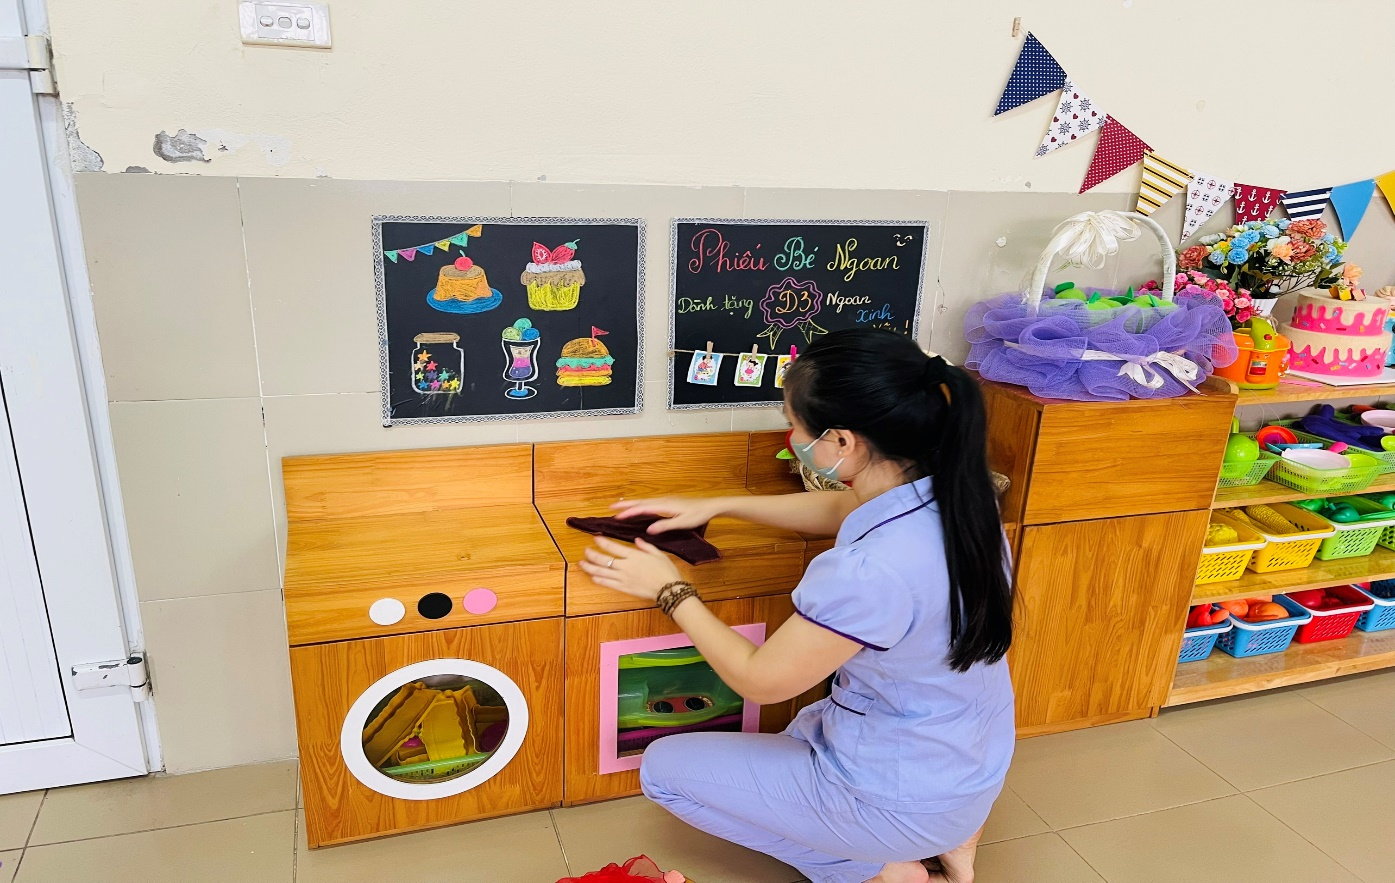 Phiếu Bé Ngoan
Dành tặng D3 Ngoan
Xinh